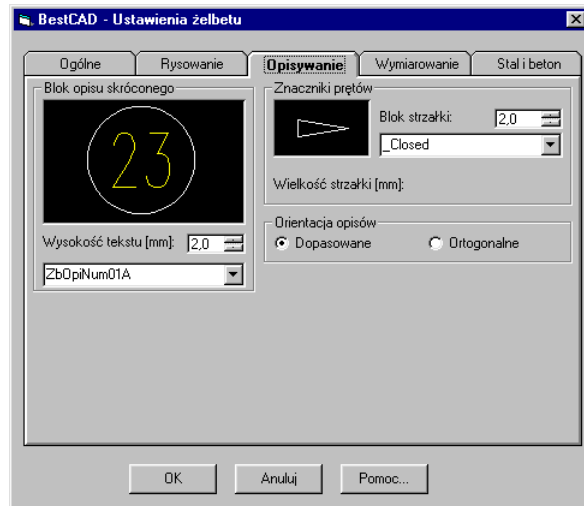 BestCAD - Ustawienia żelbetu
Ogólne
Rysowanie
Opisywanie
Wymiarowanie
Stal i beton
Blok opisu skróconego
23
Wysokość tekstu [mm]: 2,0
ZbOpiNum01A
Znaczniki prętów
Blok strzałki: 2,0
_Closed
Wielkość strzałki [mm]:
Orientacja opisów
Dopasowane
Ortogonalne
OK
Anuluj
Pomoc...